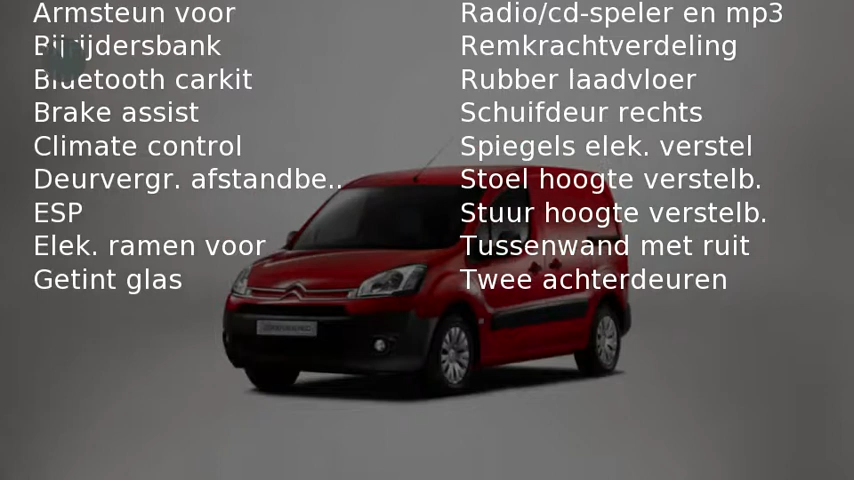 Armsteun voor
Bijrijdersbank
Bluetooth carkit
Brake assist
Climate control
Deurvergr. afstandbe..
ESP
Elek. ramen voor
Getint glas
Radio/cd-speler en mp3
Remkrachtverdeling
Rubber laadvloer
Schuifdeur rechts
Spiegels elek. verstel
Stoel hoogte verstelb.
Stuur hoogte verstelb.
Tussenwand met ruit
Twee achterdeuren